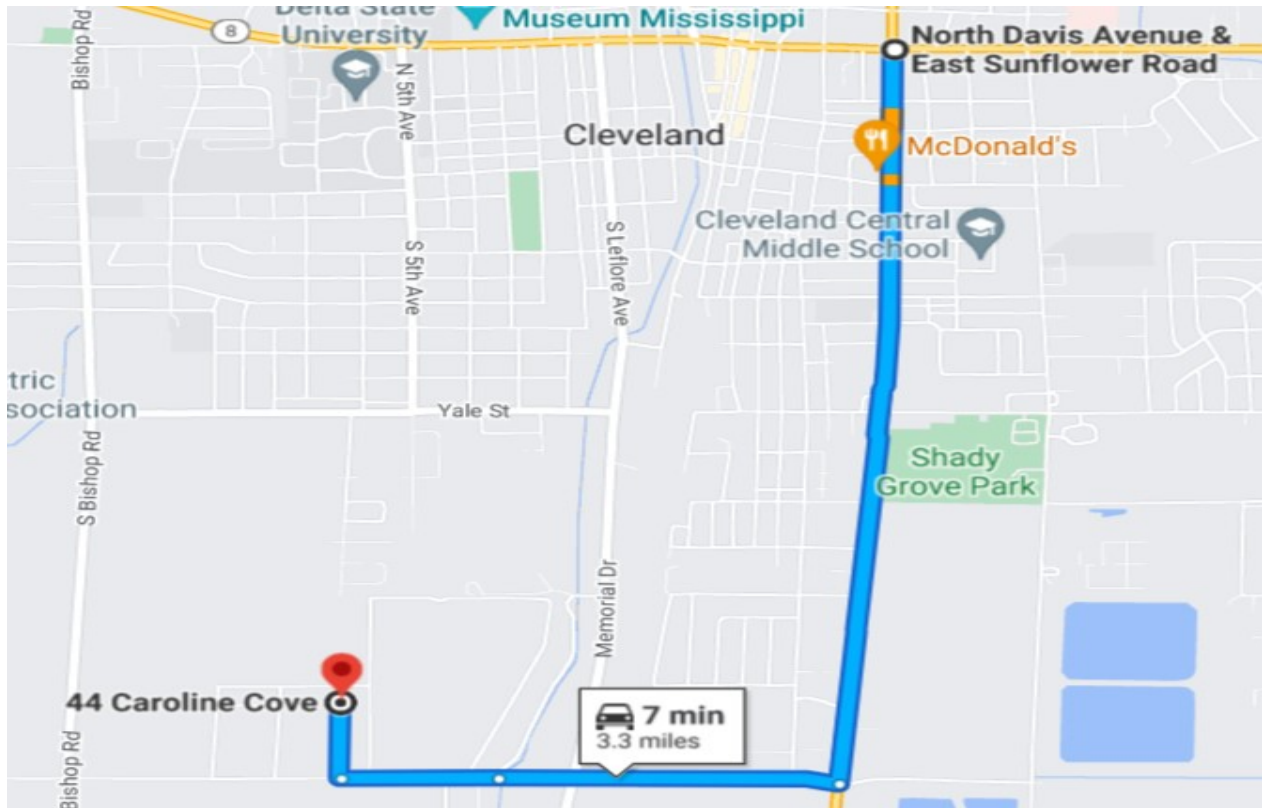 Delta State
University
Museum Mississippi
8
Bishop Rd
N 5th Ave
North Davis Avenue &
East Sunflower Road
Cleveland
McDonald's
Cleveland Central
Middle School
S 5th Ave
S Leflore Ave
tric
sociation
Yale St
S Bishop Rd
Shady
Grove Park
Memorial Dr
44 Caroline Cove
7 min
3.3 miles
Bishop Rd